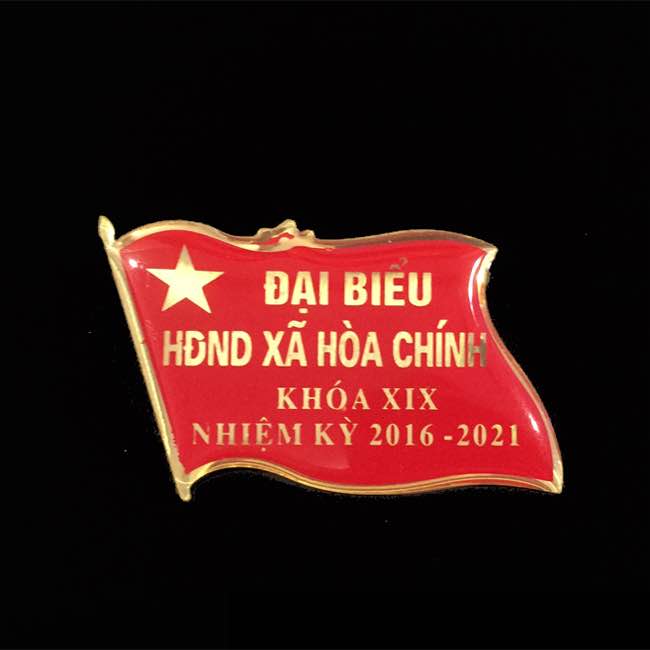 ĐẠI BIỂU
HĐND XÃ HÒA CHÍNH
KHÓA XIX
NHIỆM KỲ 2016 - 2021